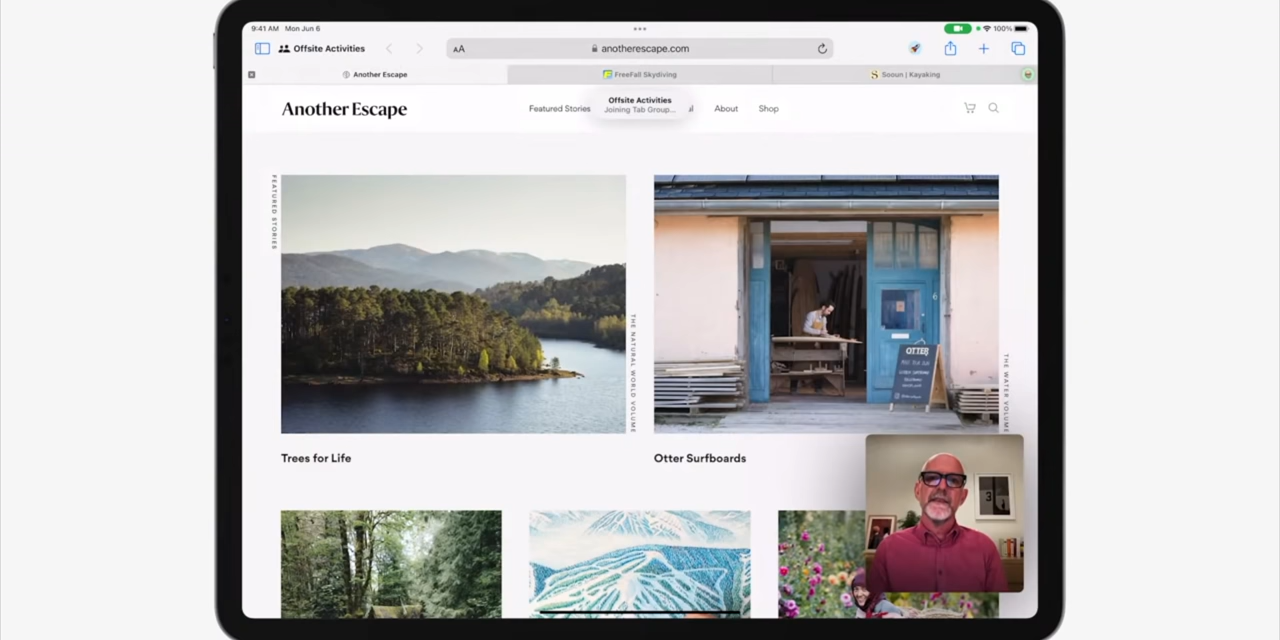 9:41 AM Mon Jun 6
100%
Offsite Activities
AA
anotherescape.com
Another Escape
FreeFall Skydiving
Sooun | Kayaking
Another Escape
Featured Stories
Offsite Activities
Joining Tab Group...
About
Shop
FEATURED STORIES
THE NATURAL WORLD VOLUME
OTTER
THE WATER VOLUME
Trees for Life
Otter Surfboards
3